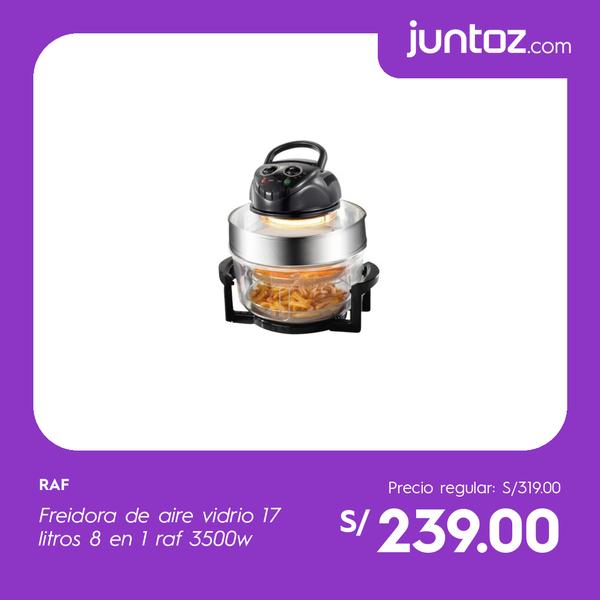 juntoz.com
RAF
Freidora de aire vidrio 17
litros 8 en 1 raf 3500w
Precio regular: S/319.00
S/ 239.00